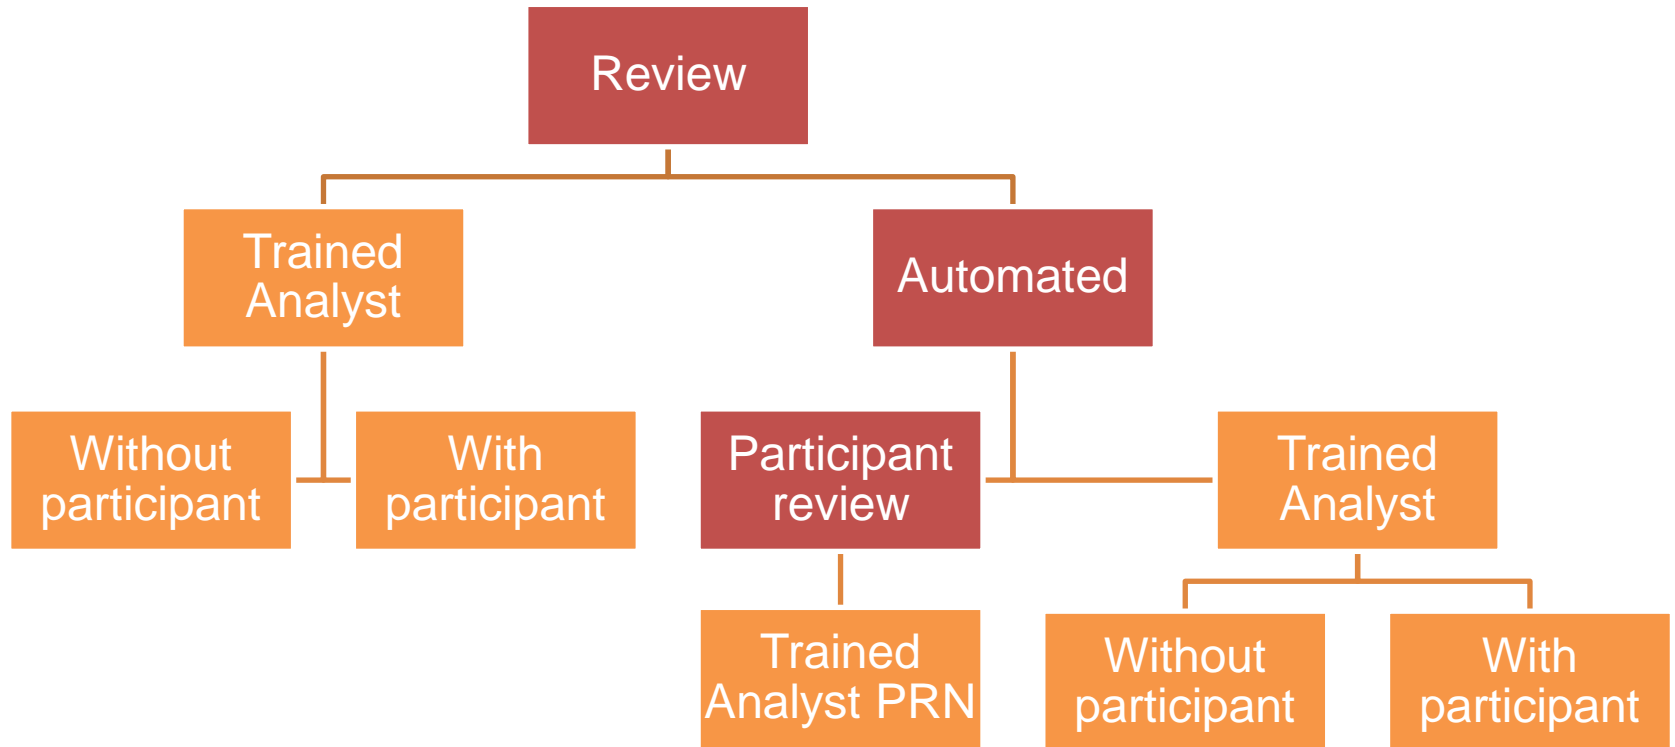 Review
Trained
Analyst
Automated
Without
participant
With
participant
Participant
review
Trained
Analyst
Trained
Analyst PRN
Without
participant
With
participant